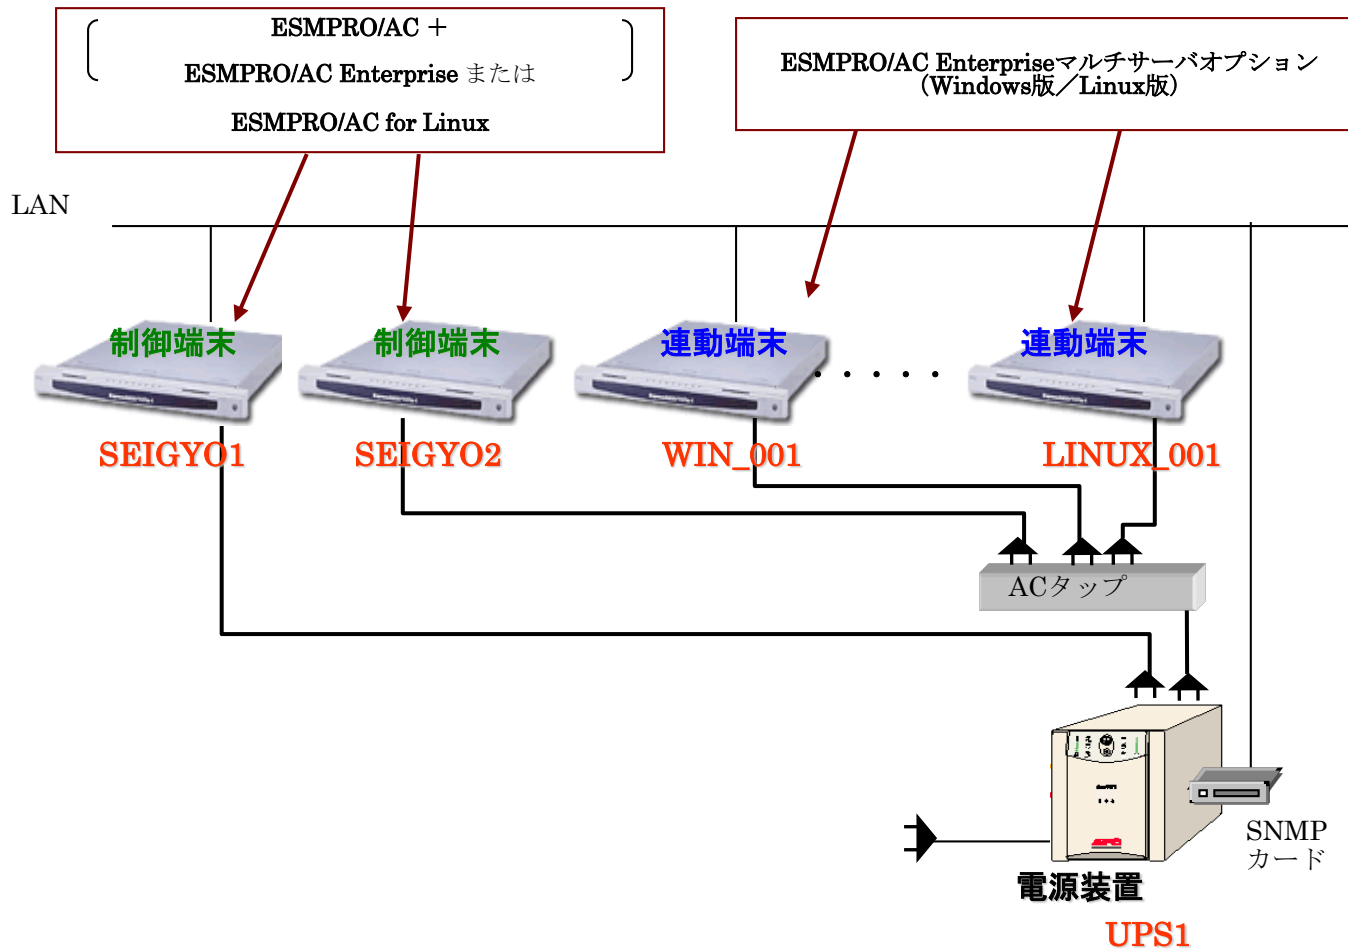 ESMPRO/AC ＋
ESMPRO/AC Enterprise または
ESMPRO/AC for Linux
ESMPRO/AC Enterpriseマルチサーバオプション
（Windows版／Linux版）
LAN
制御端末
制御端末
連動端末
・・・・・
連動端末
SEIGYO1
SEIGYO2
WIN_001
LINUX_001
ACタップ
SNMP
カード
電源装置
UPS1